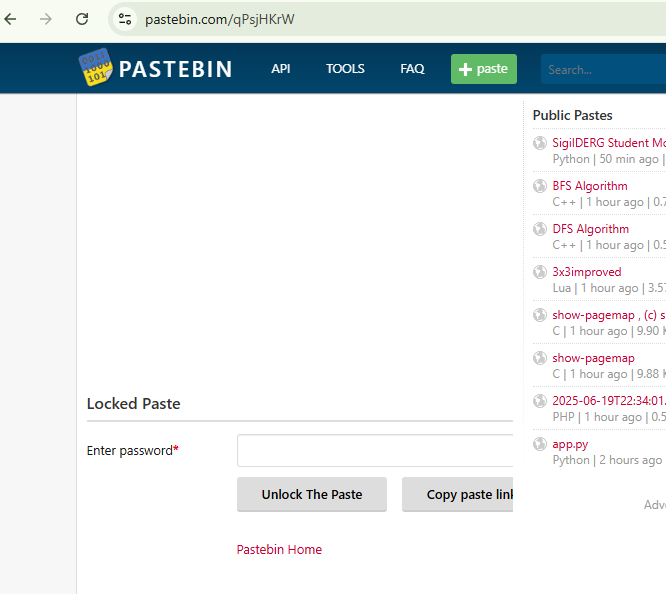 pastebin.com/qPsjHKrW
PASTEBIN API TOOLS FAQ + paste Search...
Public Pastes
SigilDERG Student Mo
Python | 50 min ago |
BFS Algorithm
C++ | 1 hour ago | 0.7
DFS Algorithm
C++ | 1 hour ago | 0.5
3x3improved
Lua | 1 hour ago | 3.57
show-pagemap , (c) s
C | 1 hour ago | 9.90 K
show-pagemap
C | 1 hour ago | 9.88 K
2025-06-19T22:34:01.
PHP | 1 hour ago | 0.5
app.py
Python | 2 hours ago
Adve
Locked Paste
Enter password*
Unlock The Paste Copy paste link
Pastebin Home